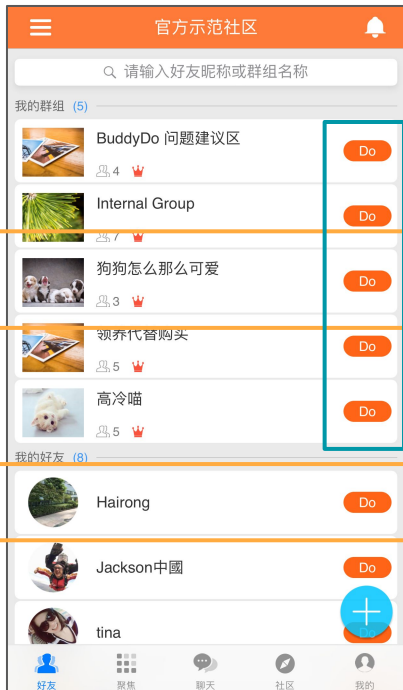 官方示范社区
请输入好友昵称或群组名称
我的群组 (5)
BuddyDo 问题建议区
4
Do
Internal Group
7
Do
狗狗怎么那么可爱
3
Do
领养代替购买
5
Do
高冷喵
5
Do
我的好友 (8)
Hairong
Do
Jackson中國
Do
tina
Do
好友 聚焦 聊天 社区 我的